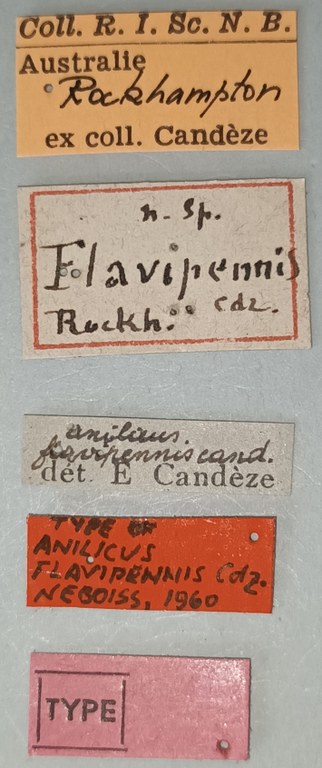 Coll. R. I. Sc. N. B.
Australie
Rockhampton
ex coll. Candèze
n. sp.
Flavipennis
Rockh. Cdz.
anilicus
flavipennis cand.
dét. E Candèze
TYPE
ANILICUS
FLAVIPENNIS Cdz.
NEBOISS, 1960
TYPE